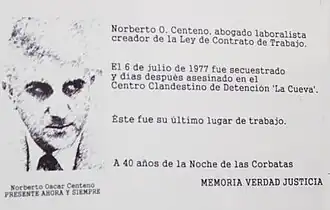 Norberto O. Centeno, abogado laboralista
creador de la Ley de Contrato de Trabajo.
El 6 de julio de 1977 fue secuestrado
y días después asesinado en el
Centro Clandestino de Detención 'La Cueva'.
Éste fue su último lugar de trabajo.
A 40 años de la Noche de las Corbatas
Norberto Oscar Centeno
PRESENTE AHORA Y SIEMPRE
MEMORIA VERDAD JUSTICIA